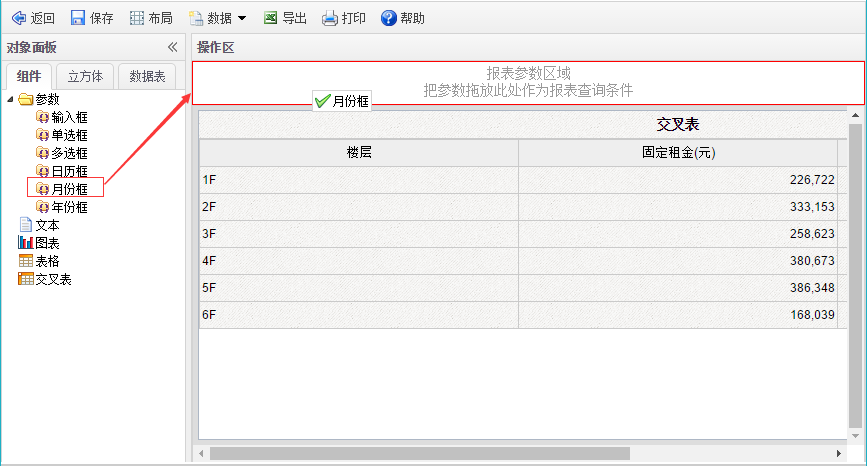 返回 保存 布局 数据 导出 打印 帮助
对象面板
组件 立方体 数据表
参数
输入框
单选框
多选框
日历框
月份框
年份框
文本
图表
表格
交叉表
操作区
报表参数区域
把参数拖放此处作为报表查询条件
月份框
交叉表
楼层 固定租金(元)
1F 226,722
2F 333,153
3F 258,623
4F 380,673
5F 386,348
6F 168,039